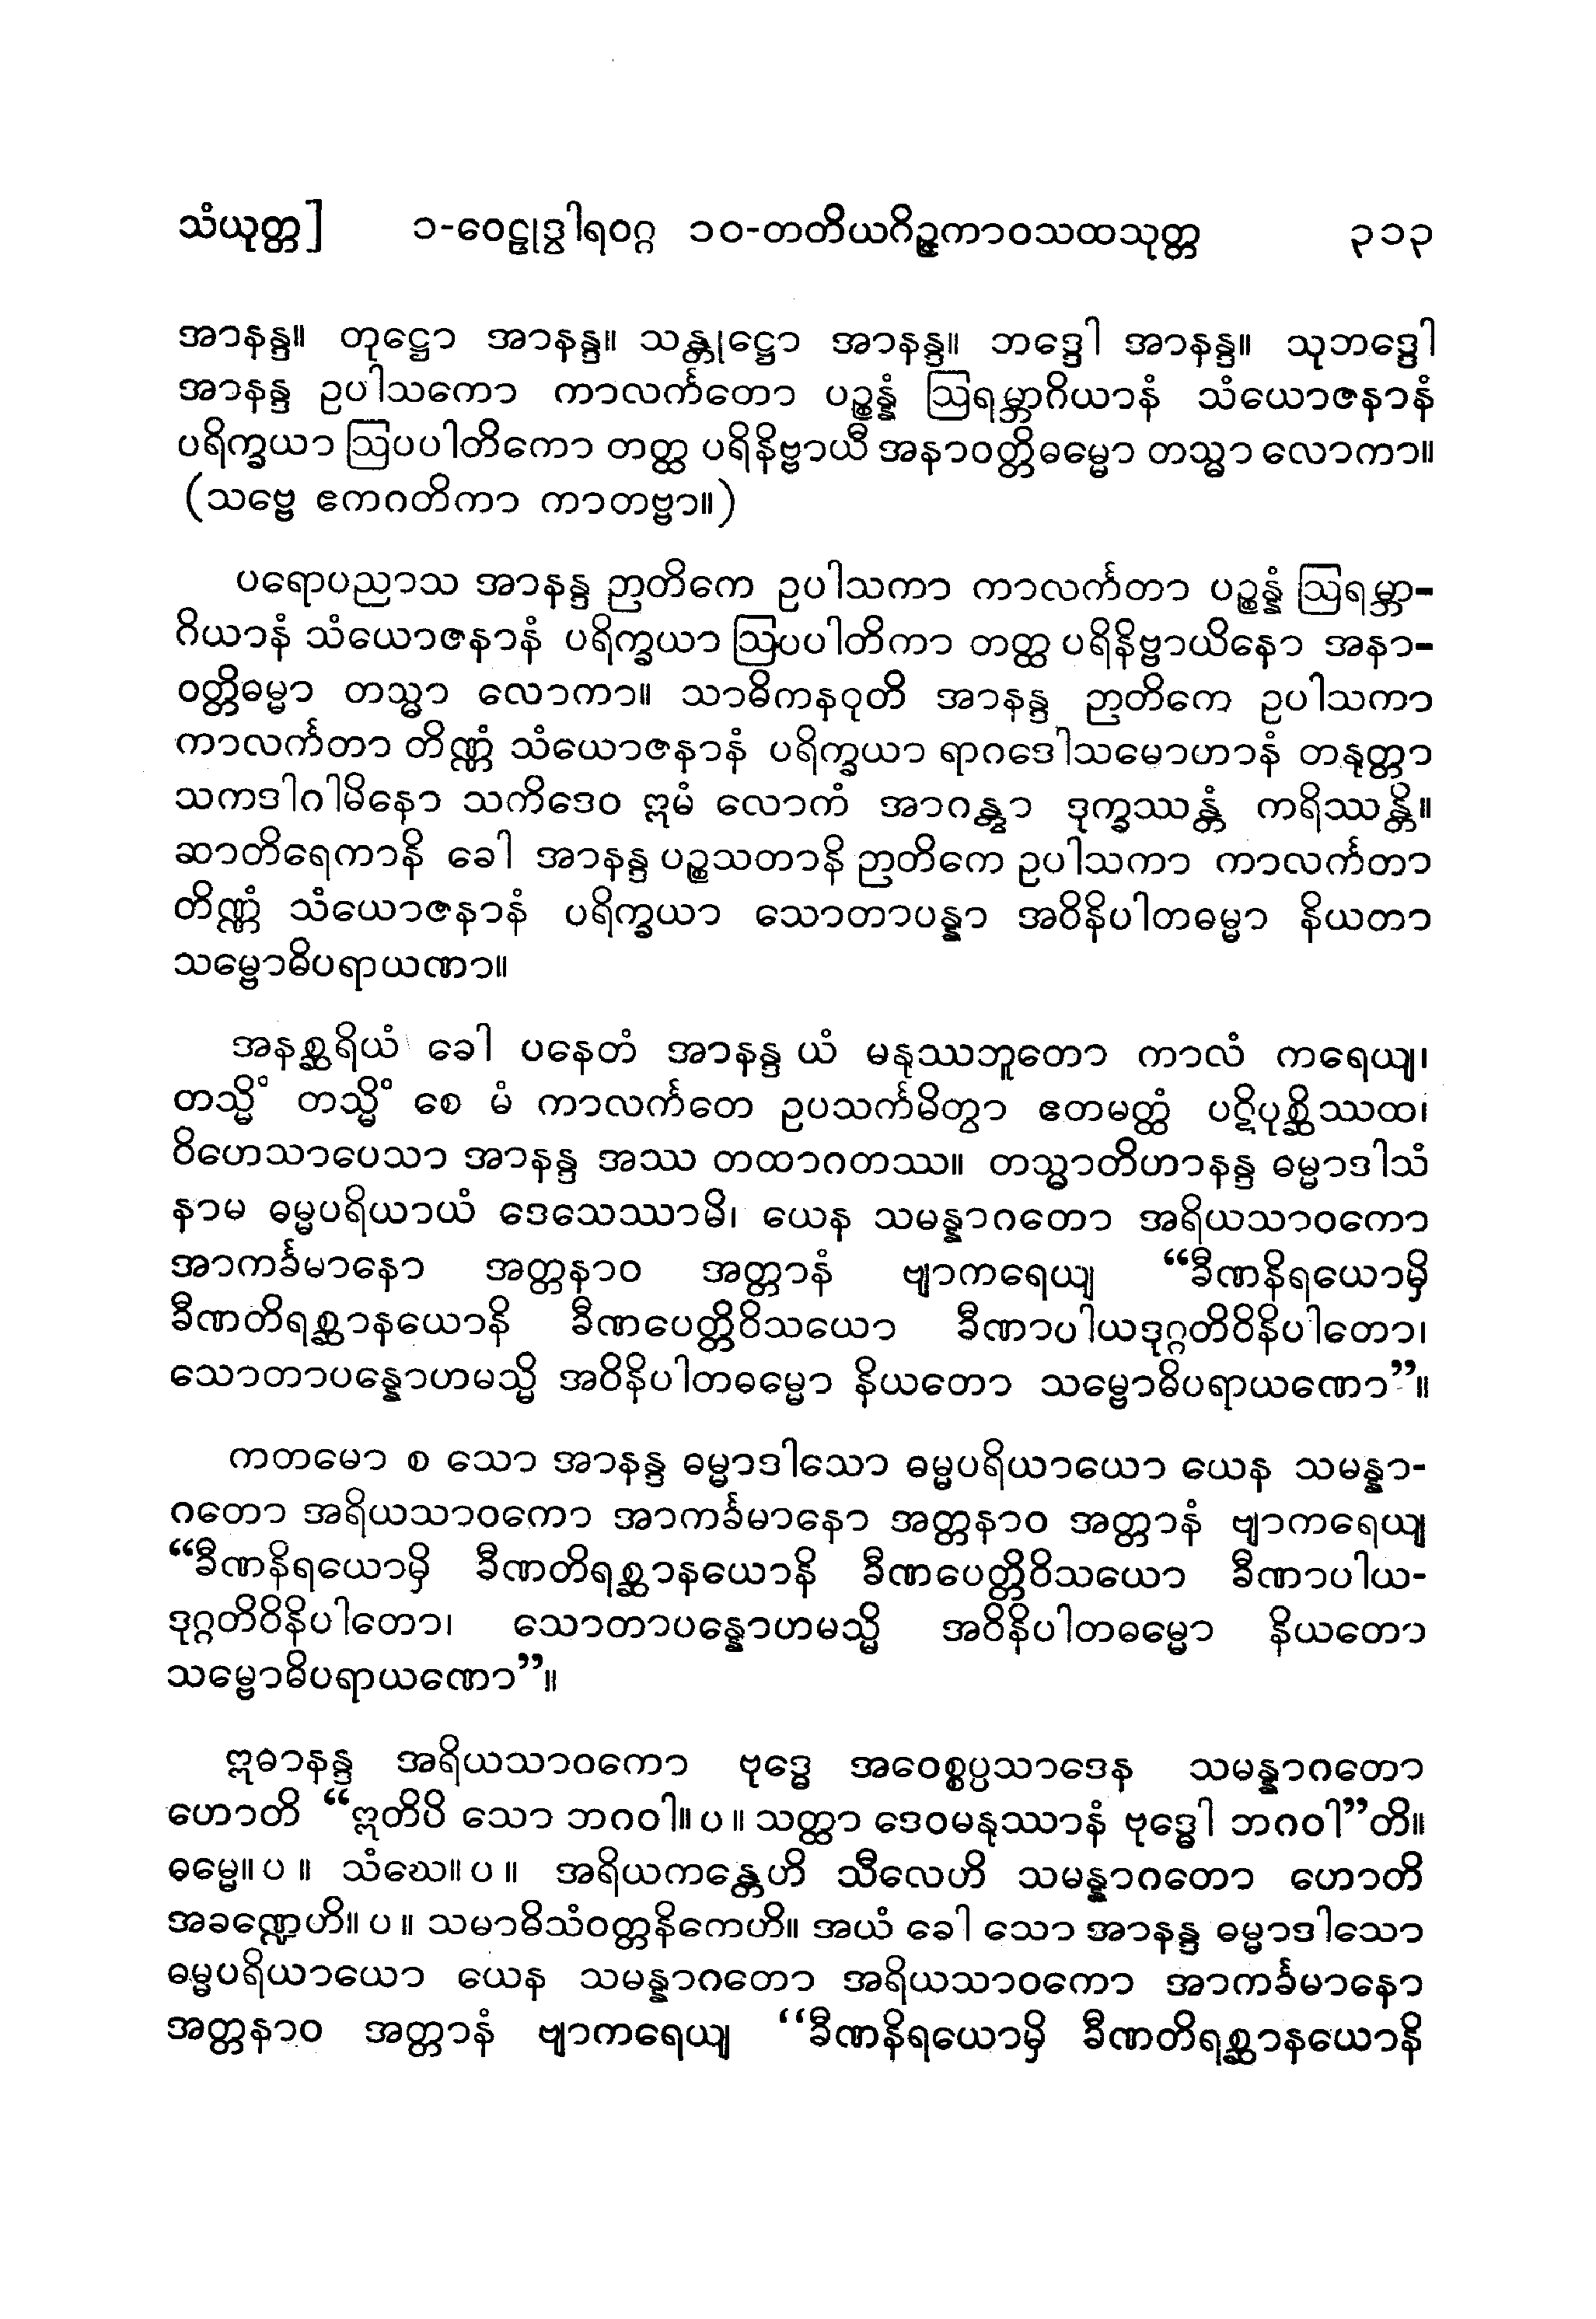 သံယုတ္တ] ၁-ဝေဠုဒွါရဝဂ္ဂ ၁၀-တတိယဂိဉ္ဇကာဝသထသုတ္တ ၃၁၃
အာနန္ဒ။ တုဋ္ဌော အာနန္ဒ။ သန္တုဋ္ဌော အာနန္ဒ။ ဘဒ္ဒေါ အာနန္ဒ။ သုဘဒ္ဒေါ
အာနန္ဒ ဥပါသကော ကာလင်္ကတော ပဉ္စန္နံ ဩရမ္ဘာဂိယာနံ သံယောဇနာနံ
ပရိက္ခယာ ဩပပါတိကော တတ္ထ ပရိနိဗ္ဗာယီ အနာဝတ္တိဓမ္မော တသ္မာ လောကာ။
(သဗ္ဗေ ဧကဂတိကာ ကာတဗ္ဗာ။)
ပရောပညာသ အာနန္ဒ ဉာတိကေ ဥပါသကာ ကာလင်္ကတာ ပဉ္စန္နံ ဩရမ္ဘာ-
ဂိယာနံ သံယောဇနာနံ ပရိက္ခယာ ဩပပါတိကာ တတ္ထ ပရိနိဗ္ဗာယိနော အနာ-
ဝတ္တိဓမ္မာ တသ္မာ လောကာ။ သာဓိကနဝုတိ အာနန္ဒ ဉာတိကေ ဥပါသကာ
ကာလင်္ကတာ တိဏ္ဏံ သံယောဇနာနံ ပရိက္ခယာ ရာဂဒေါသမောဟာနံ တနုတ္တာ
သကဒါဂါမိနော သကိဒေဝ ဣမံ လောကံ အာဂန္တွာ ဒုက္ခဿန္တံ ကရိဿန္တိ။
ဆာတိရေကာနိ ခေါ အာနန္ဒ ပဉ္စသတာနိ ဉာတိကေ ဥပါသကာ ကာလင်္ကတာ
တိဏ္ဏံ သံယောဇနာနံ ပရိက္ခယာ သောတာပန္နာ အဝိနိပါတဓမ္မာ နိယတာ
သမ္ဗောဓိပရာယဏာ။
အနစ္ဆရိယံ ခေါ ပနေတံ အာနန္ဒ ယံ မနုဿဘူတော ကာလံ ကရေယျ၊
တသ္မိံ တသ္မိံ စေ မံ ကာလင်္ကတေ ဥပသင်္ကမိတွာ ဧတမတ္ထံ ပဋိပုစ္ဆိဿထ၊
ဝိဟေသာပေသာ အာနန္ဒ အဿ တထာဂတဿ။ တသ္မာတိဟာနန္ဒ ဓမ္မာဒါသံ
နာမ ဓမ္မပရိယာယံ ဒေသေဿာမိ၊ ယေန သမန္နာဂတော အရိယသာဝကော
အာကင်္ခမာနော အတ္တနာဝ အတ္တာနံ ဗျာကရေယျ “ခီဏနိရယောမှိ
ခီဏတိရစ္ဆာနယောနိ ခီဏပေတ္တိဝိသယော ခီဏာပါယဒုဂ္ဂတိဝိနိပါတော၊
သောတာပန္နောဟမသ္မိ အဝိနိပါတဓမ္မော နိယတော သမ္ဗောဓိပရာယဏော”။
ကတမော စ သော အာနန္ဒ ဓမ္မာဒါသော ဓမ္မပရိယာယော ယေန သမန္နာ-
ဂတော အရိယသာဝကော အာကင်္ခမာနော အတ္တနာဝ အတ္တာနံ ဗျာကရေယျ
“ခီဏနိရယောမှိ ခီဏတိရစ္ဆာနယောနိ ခီဏပေတ္တိဝိသယော ခီဏာပါယ-
ဒုဂ္ဂတိဝိနိပါတော၊ သောတာပန္နောဟမသ္မိ အဝိနိပါတဓမ္မော နိယတော
သမ္ဗောဓိပရာယဏော”။
ဣဓာနန္ဒ အရိယသာဝကော ဗုဒ္ဓေ အဝေစ္စပ္ပသာဒေန သမန္နာဂတော
ဟောတိ “ဣတိပိ သော ဘဂဝါ။ ပ ။ သတ္ထာ ဒေဝမနုဿာနံ ဗုဒ္ဓေါ ဘဂဝါ”တိ။
ဓမ္မေ။ ပ ။ သံဃေ။ ပ ။ အရိယကန္တေဟိ သီလေဟိ သမန္နာဂတော ဟောတိ
အခဏ္ဍေဟိ။ ပ ။ သမာဓိသံဝတ္တနိကေဟိ။ အယံ ခေါ သော အာနန္ဒ ဓမ္မာဒါသော
ဓမ္မပရိယာယော ယေန သမန္နာဂတော အရိယသာဝကော အာကင်္ခမာနော
အတ္တနာဝ အတ္တာနံ ဗျာကရေယျ “ခီဏနိရယောမှိ ခီဏတိရစ္ဆာနယောနိ